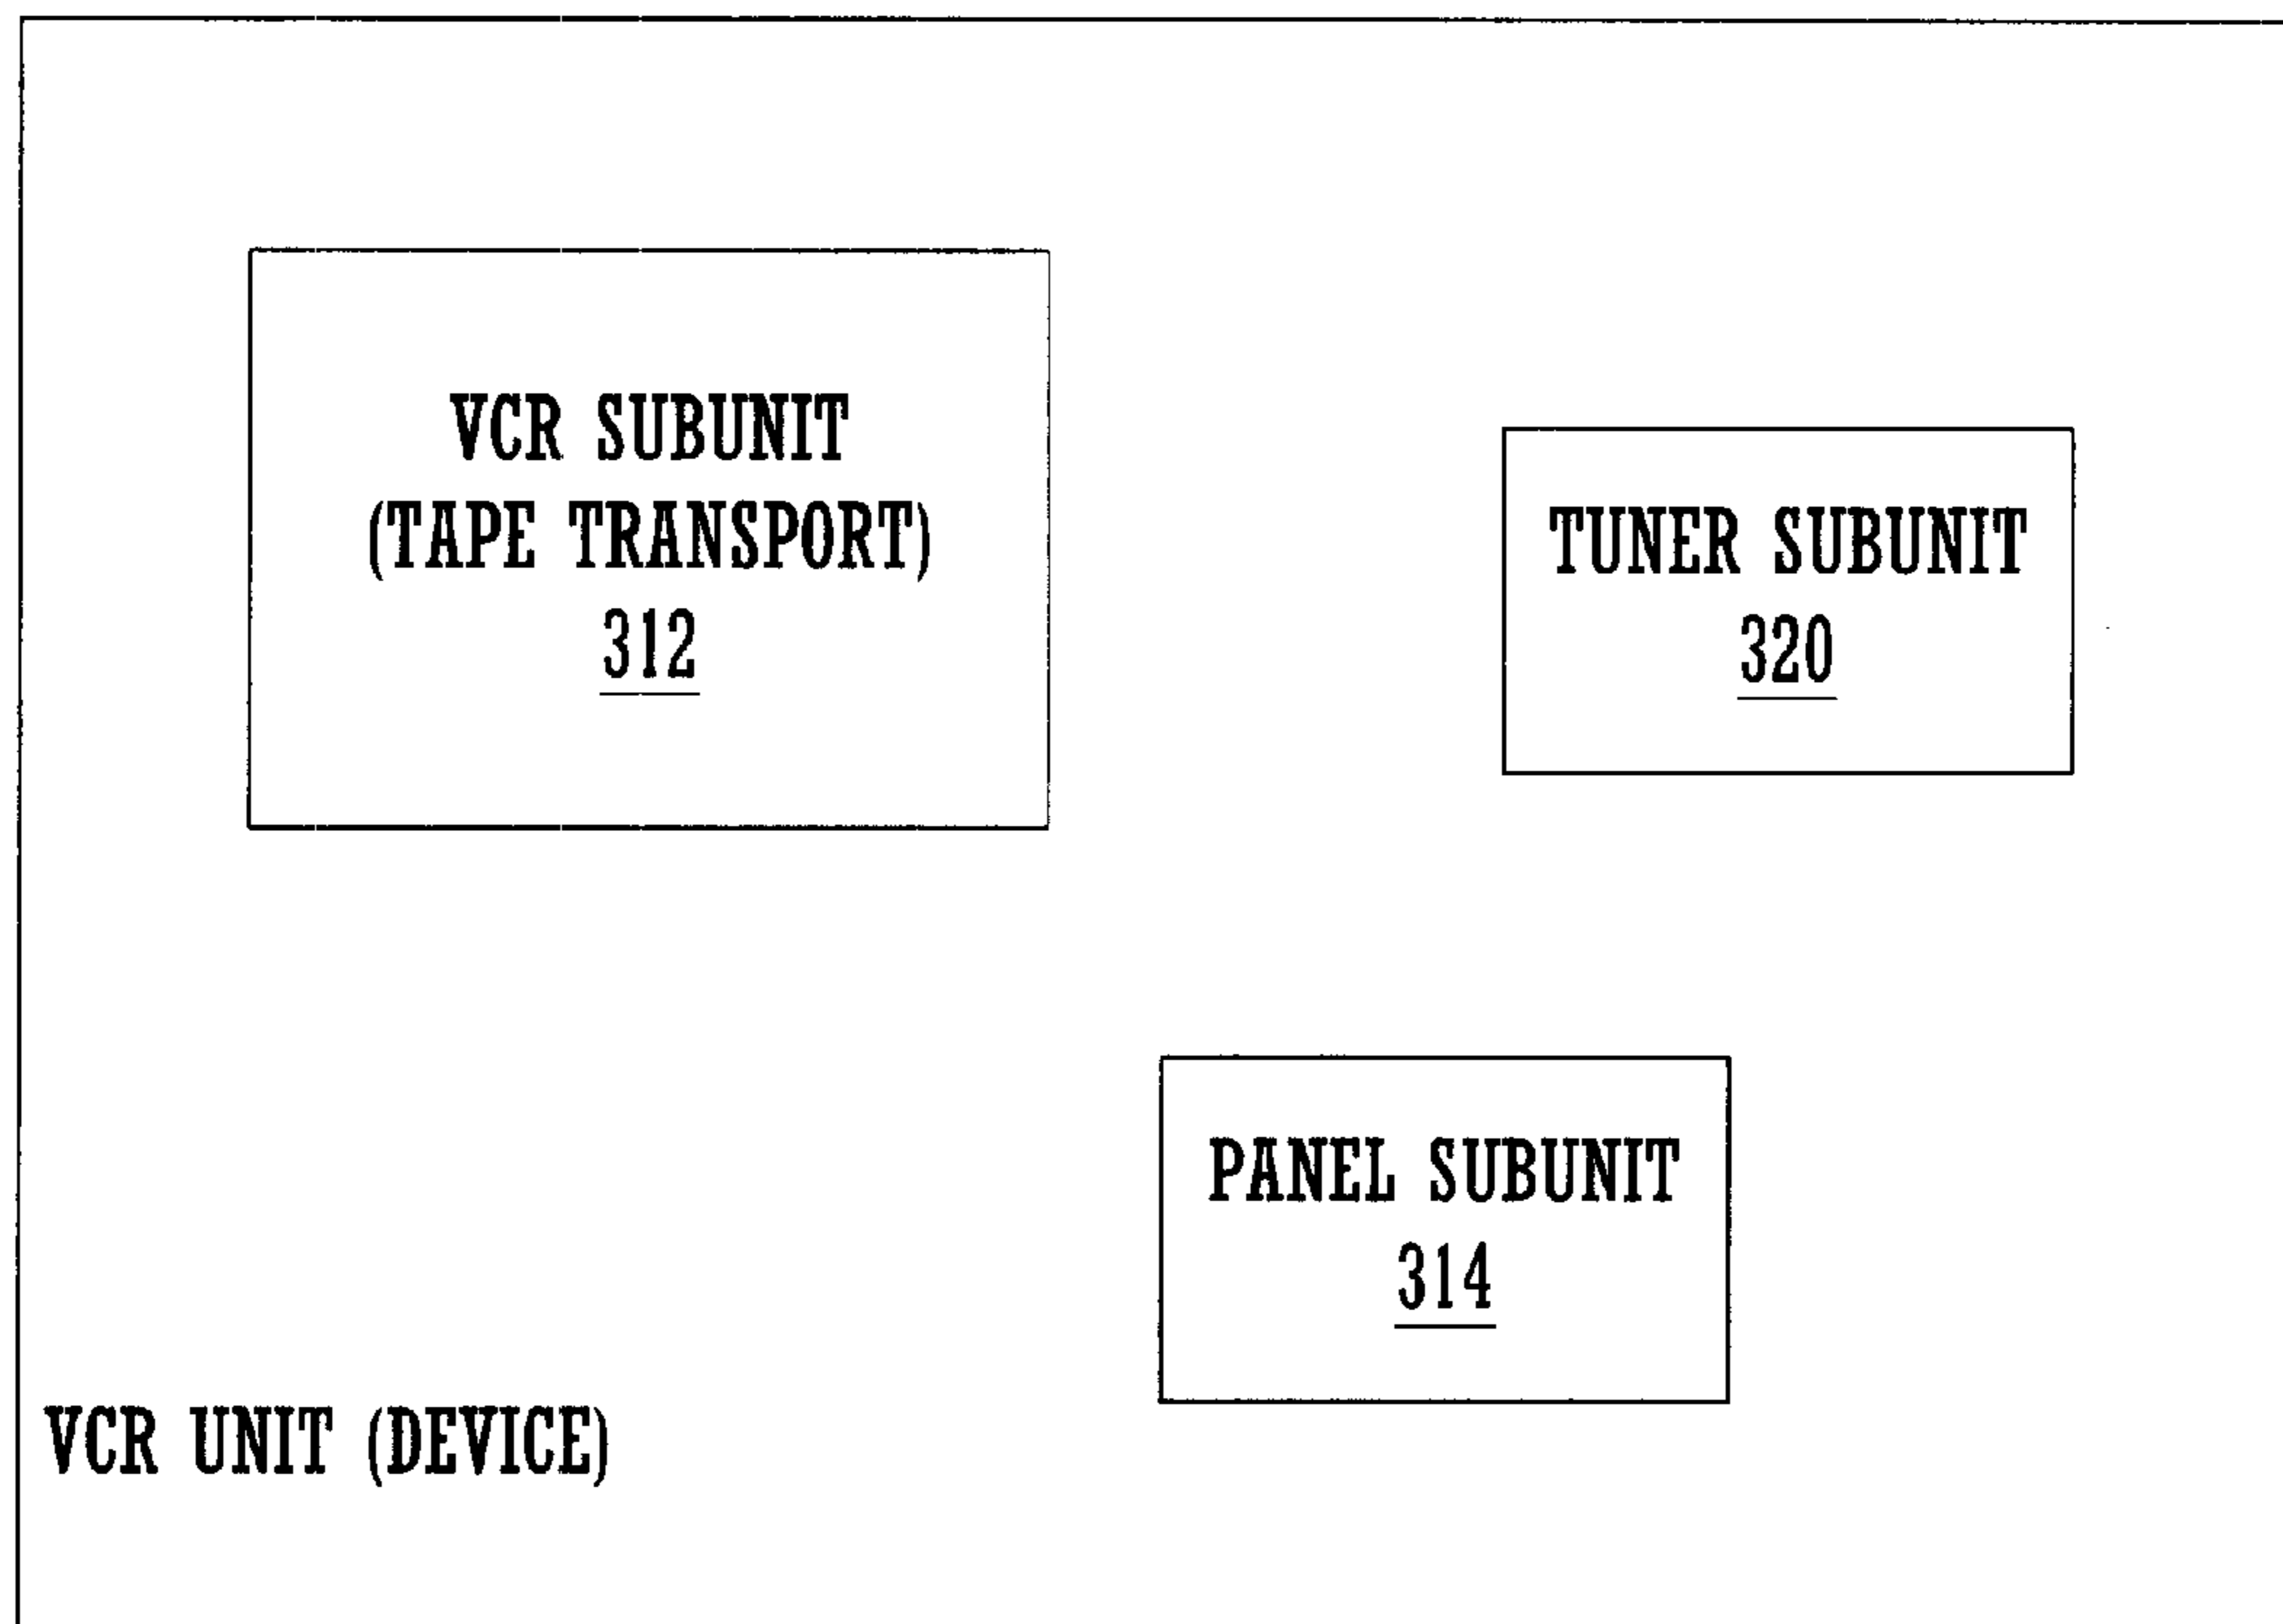 VCR SUBUNIT
(TAPE TRANSPORT)
312
TUNER SUBUNIT
320
PANEL SUBUNIT
314
VCR UNIT (DEVICE)